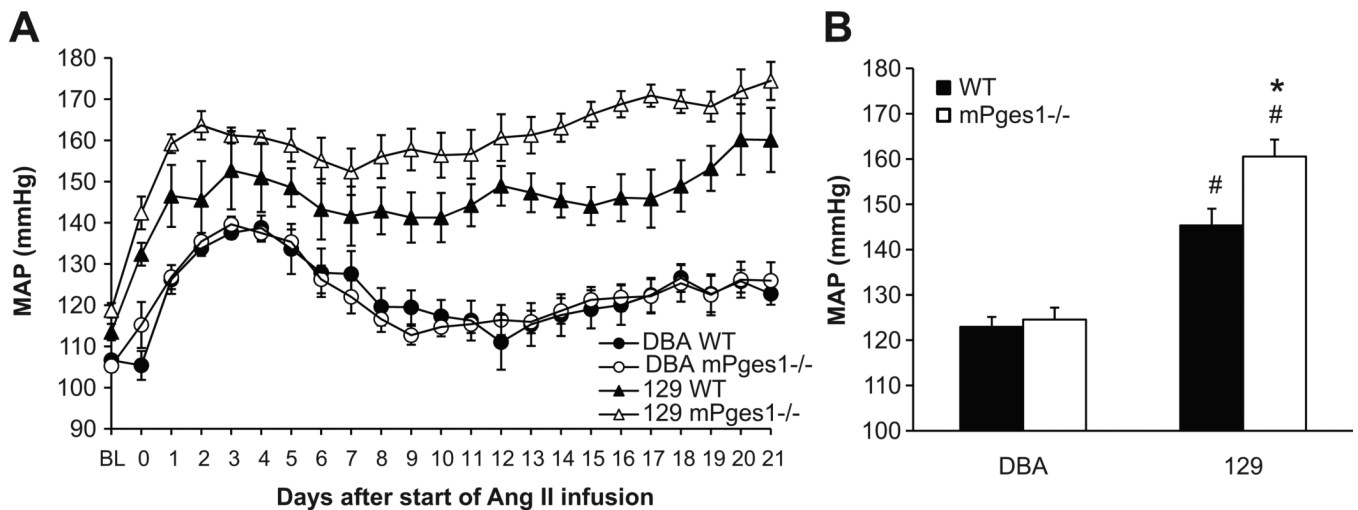 A
MAP (mmHg)
180
170
160
150
140
130
120
110
100
90
DBA WT
DBA mPges1-/-
129 WT
129 mPges1-/-
BL 0 1 2 3 4 5 6 7 8 9 10 11 12 13 14 15 16 17 18 19 20 21
Days after start of Ang II infusion
B
MAP (mmHg)
180
170
160
150
140
130
120
110
100
WT
mPges1-/-
*
#
#
DBA 129